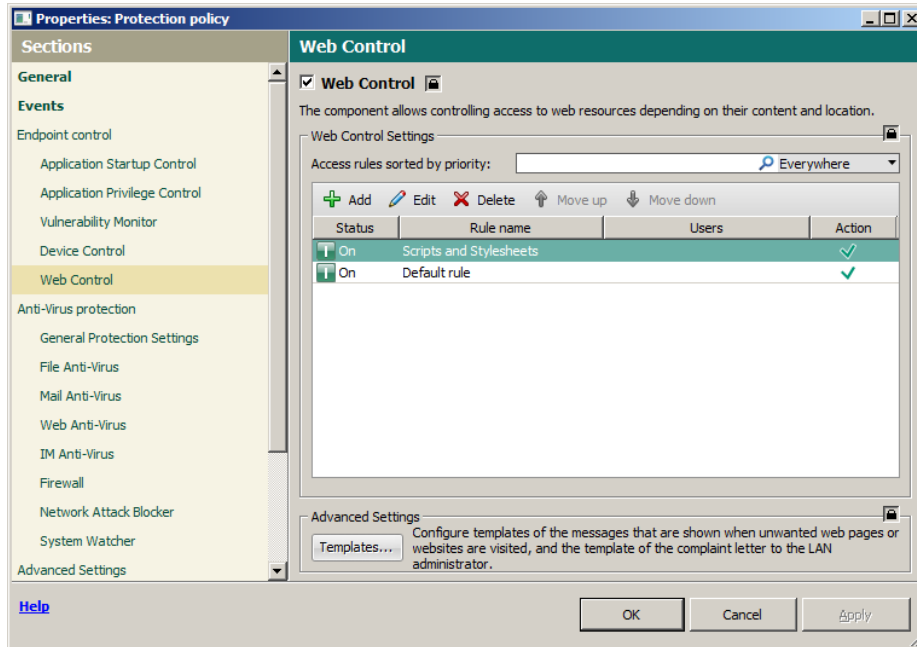 Properties: Protection policy
Sections
General
Events
Endpoint control
Application Startup Control
Application Privilege Control
Vulnerability Monitor
Device Control
Web Control
Anti-Virus protection
General Protection Settings
File Anti-Virus
Mail Anti-Virus
Web Anti-Virus
IM Anti-Virus
Firewall
Network Attack Blocker
System Watcher
Advanced Settings
Web Control
Web Control
The component allows controlling access to web resources depending on their content and location.
Web Control Settings
Access rules sorted by priority: Everywhere
Add Edit Delete Move up Move down
Status Rule name Users Action
On Scripts and Stylesheets
On Default rule
Advanced Settings
Templates...
Configure templates of the messages that are shown when unwanted web pages or
websites are visited, and the template of the complaint letter to the LAN
administrator.
Help
OK Cancel Apply